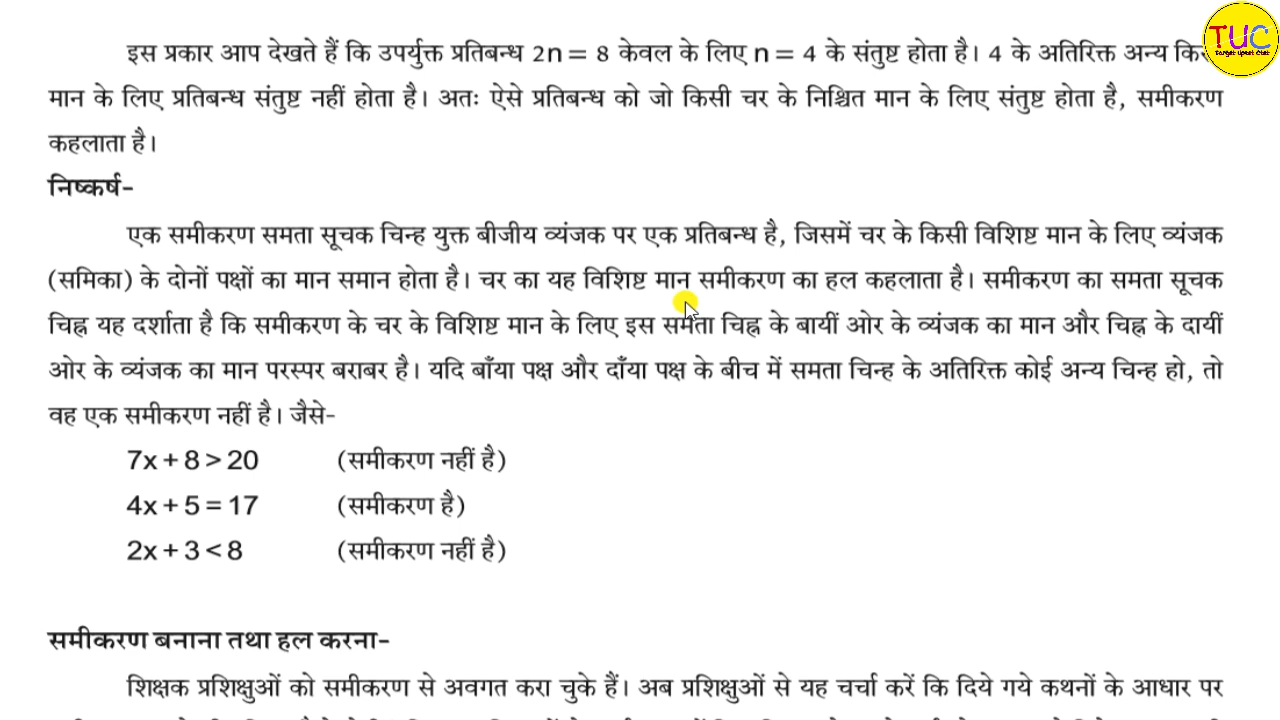 TUC
Target Upset Chet
इस प्रकार आप देखते हैं कि उपर्युक्त प्रतिबन्ध 2n = 8 केवल के लिए n = 4 के संतुष्ट होता है। 4 के अतिरिक्त अन्य
मान के लिए प्रतिबन्ध संतुष्ट नहीं होता है। अतः ऐसे प्रतिबन्ध को जो किसी चर के निश्चित मान के लिए संतुष्ट होता है, समीकरण
कहलाता है।
निष्कर्ष-
एक समीकरण समता सूचक चिन्ह युक्त बीजीय व्यंजक पर एक प्रतिबन्ध है, जिसमें चर के किसी विशिष्ट मान के लिए व्यंजक
(समिका) के दोनों पक्षों का मान समान होता है। चर का यह विशिष्ट मान समीकरण का हल कहलाता है। समीकरण का समता सूचक
चिह्न यह दर्शाता है कि समीकरण के चर के विशिष्ट मान के लिए इस समता चिह्न के बायीं ओर के व्यंजक का मान और चिह्न के दायीं
ओर के व्यंजक का मान परस्पर बराबर है। यदि बाँया पक्ष और दाँया पक्ष के बीच में समता चिन्ह के अतिरिक्त कोई अन्य चिन्ह हो, तो
वह एक समीकरण नहीं है। जैसे-
7x + 8 > 20 (समीकरण नहीं है)
4x + 5 = 17 (समीकरण है)
2x + 3 < 8 (समीकरण नहीं है)
समीकरण बनाना तथा हल करना-
शिक्षक प्रशिक्षुओं को समीकरण से अवगत करा चुके हैं। अब प्रशिक्षुओं से यह चर्चा करें कि दिये गये कथनों के आधार पर